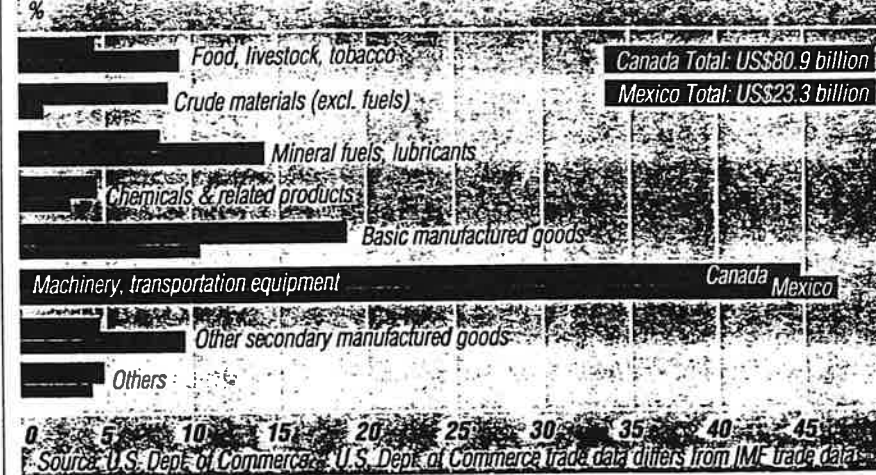 %
Food, livestock, tobacco
Canada Total: US$80.9 billion
Mexico Total: US$23.3 billion
Crude materials (excl. fuels)
Mineral fuels, lubricants
Chemicals & related products
Basic manufactured goods
Machinery, transportation equipment
Canada
Mexico
Other secondary manufactured goods
Others
0 5 10 15 20 25 30 35 40 45
Source: U.S. Dept. of Commerce. U.S. Dept. of Commerce trade data differs from IMF trade data.